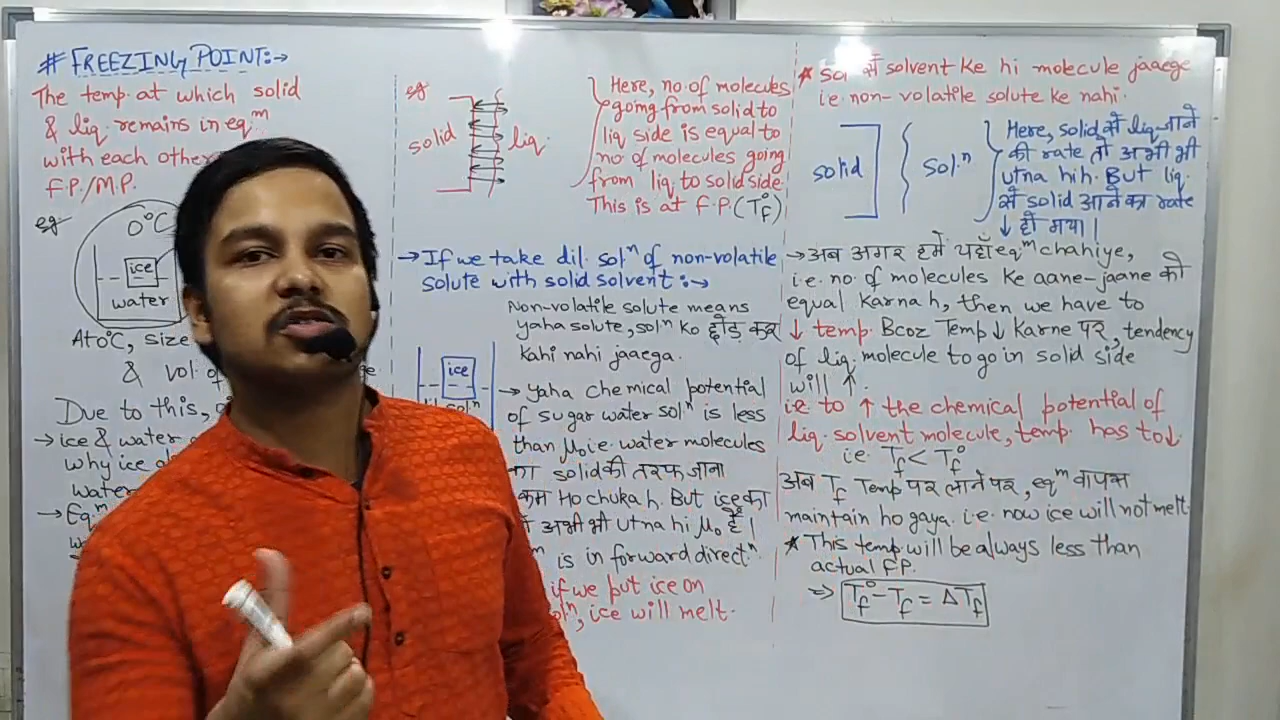 # FREEZING POINT:→
The temp. at which solid
& liq. remains in eqᵐ
with each other
F.P./M.P.
eg
0°C
ice
water
At 0°C, size
& vol. of
Due to this,
→ ice & water
why ice
water
→ Eqᵐ
eg
solid
liq.
Here, no. of molecules
going from solid to
liq side is equal to
no of molecules going
from liq. to solid side
This is at F.P. (T°f)
→ If we take dil. solⁿ of non-volatile
solute with solid solvent:→
Non-volatile solute means
yaha solute, solⁿ ko छोड़ कर
kahi nahi jaaega.
ice
solⁿ
→ Yaha chemical potential
of sugar water solⁿ is less
than μ₀ i.e. water molecules
का solid की तरफ जाना
कम Ho chuka h. But ice का
अभी भी utna hi μ₀ है।
is in forward directⁿ
if we put ice on
solⁿ, ice will melt.
★ से solvent ke hi molecule jaaege
i.e. non-volatile solute ke nahi.
solid
Sol.ⁿ
Here, solid से liq जाने
की rate तो अभी भी
utna hi h. But liq.
से solid आने का rate
↓ हो गया।
→ अब अगर हमें यहाँ eqᵐ chahiye,
i.e. no. of molecules ke aane-jaane को
equal karna h, then we have to
↓ temp. Bcoz Temp ↓ karne पर, tendency
of liq. molecule to go in solid side
will ↑.
i.e. to ↑ the chemical potential of
liq. solvent molecule, temp. has to ↓.
i.e. Tf < T°f
अब Tf Temp पर लाने पर, eqᵐ वापस
maintain ho gaya. i.e. now ice will not melt.
★ This temp. will be always less than
actual F.P.
⇒ T°f - Tf = ΔTf